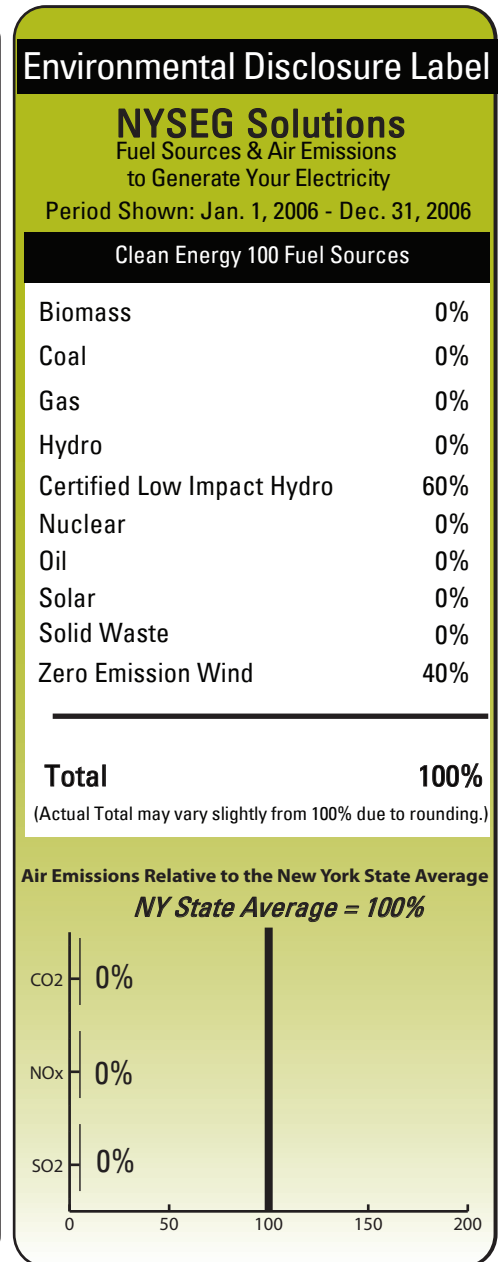 Environmental Disclosure Label
NYSEG Solutions
Fuel Sources & Air Emissions
to Generate Your Electricity
Period Shown: Jan. 1, 2006 - Dec. 31, 2006
Clean Energy 100 Fuel Sources
Biomass 0%
Coal 0%
Gas 0%
Hydro 0%
Certified Low Impact Hydro 60%
Nuclear 0%
Oil 0%
Solar 0%
Solid Waste 0%
Zero Emission Wind 40%
Total 100%
(Actual Total may vary slightly from 100% due to rounding.)
Air Emissions Relative to the New York State Average
NY State Average = 100%
CO2 0%
NOx 0%
SO2 0%
0 50 100 150 200